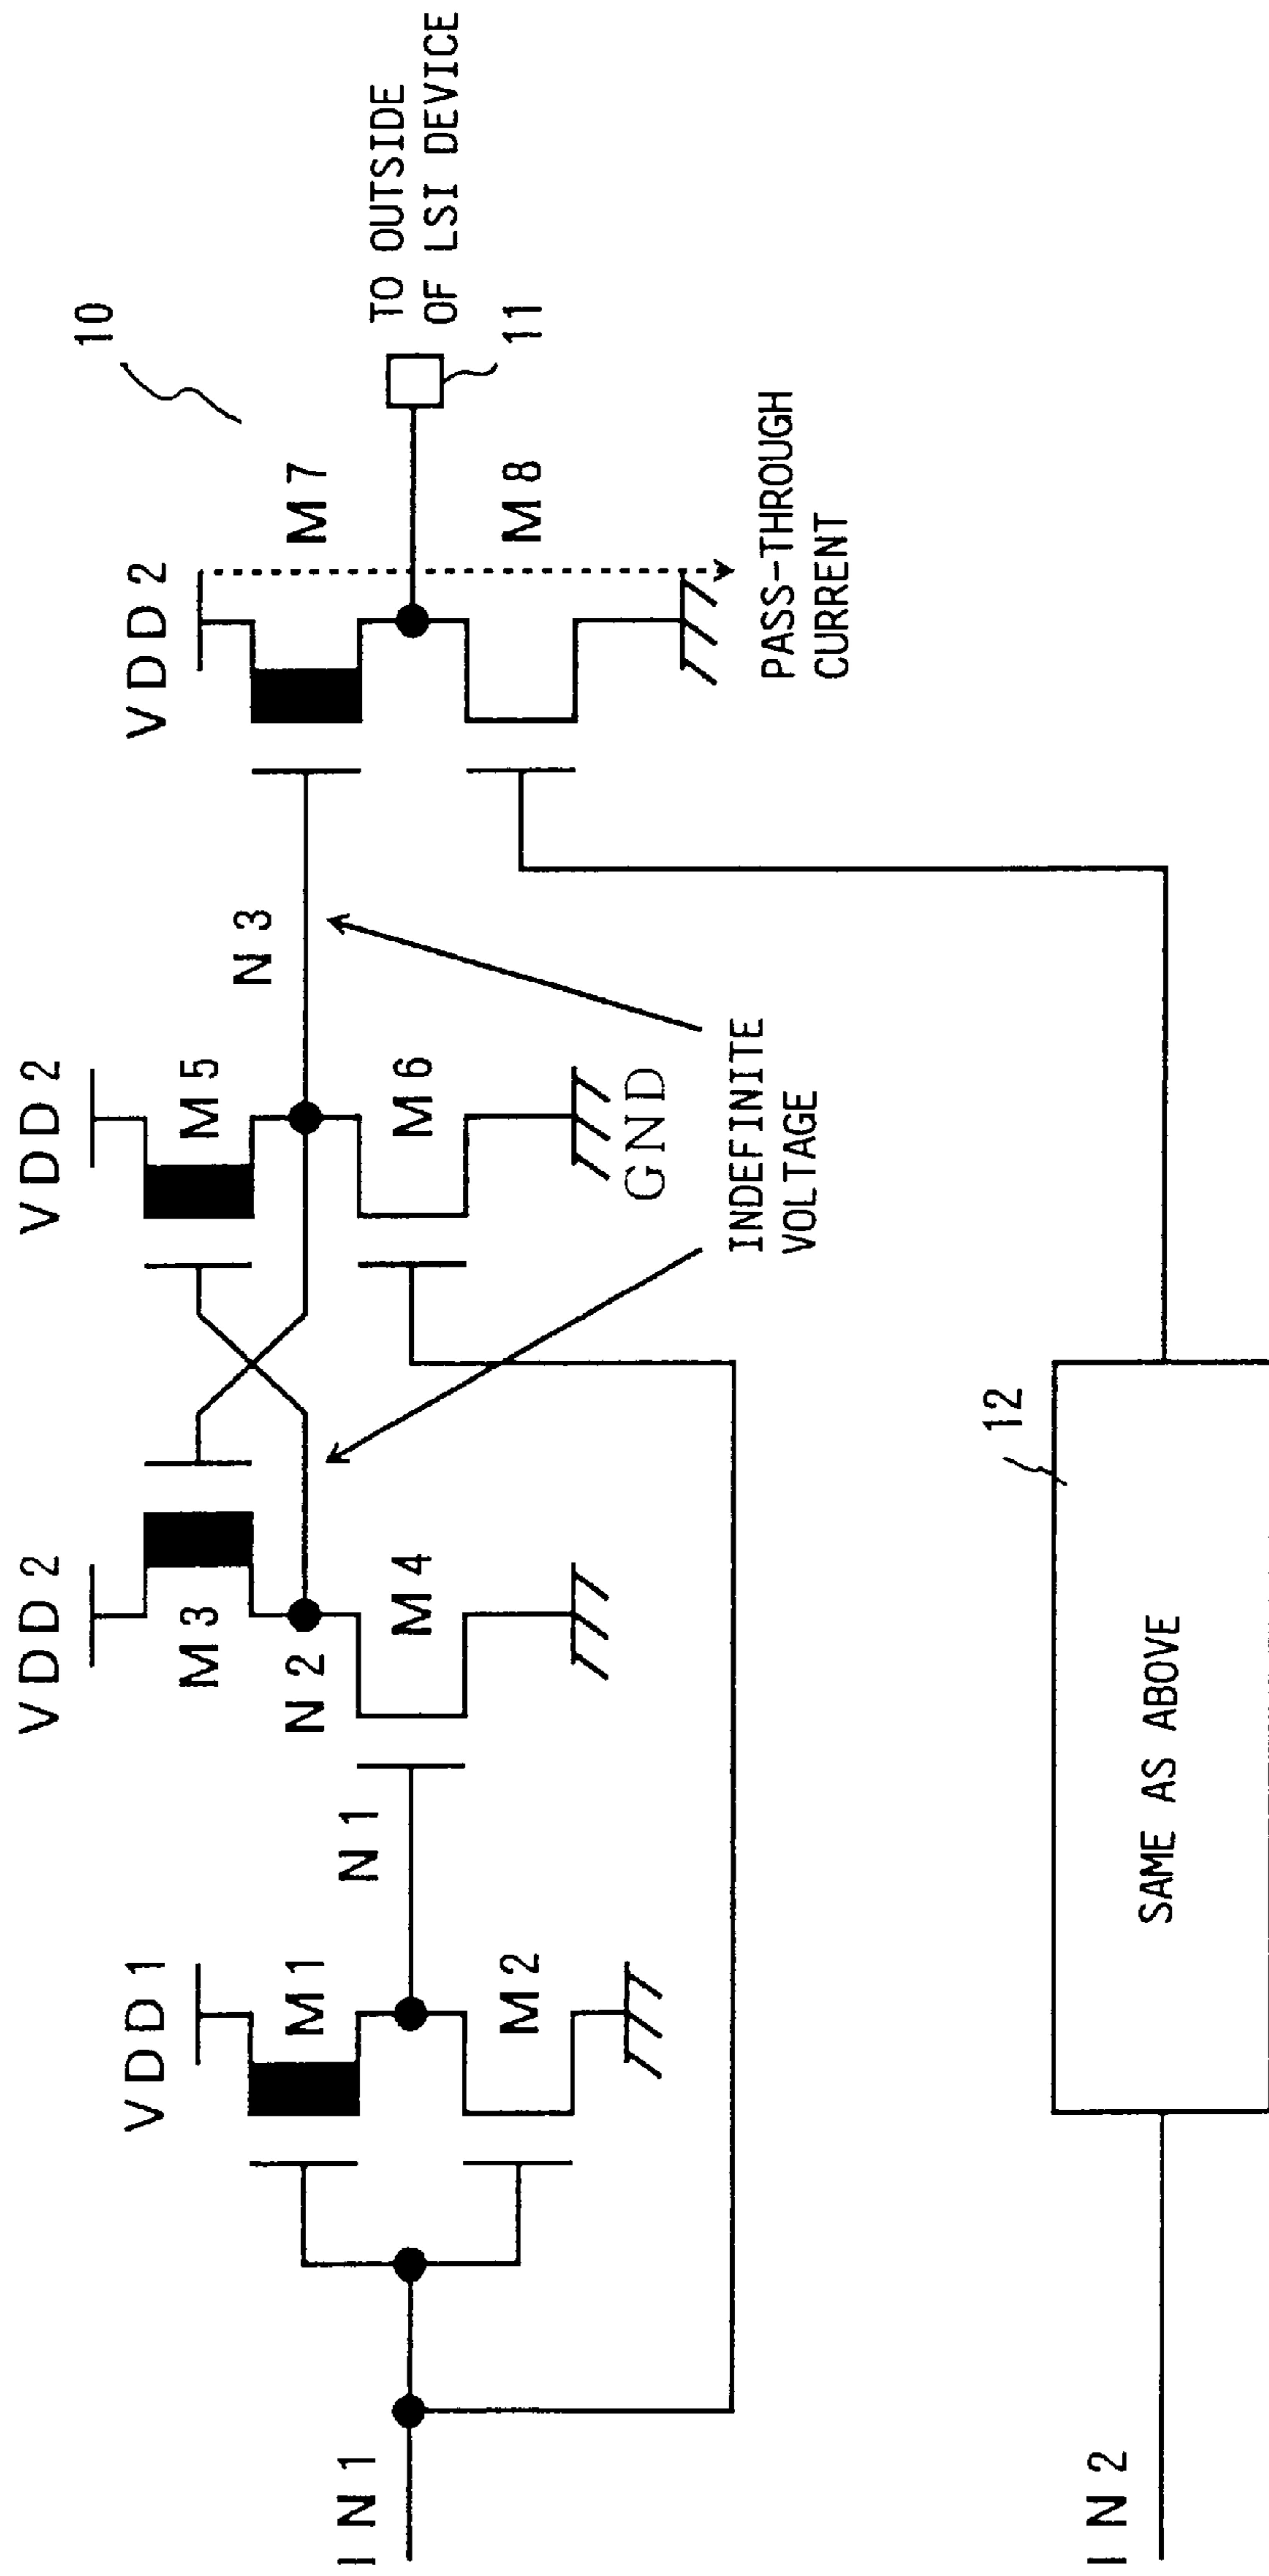 10
VDD2
VDD2
VDD2
VDD1
M7
TO OUTSIDE
OF LSI DEVICE
11
M8
PASS-THROUGH
CURRENT
N3
M5
M6
GND
INDEFINITE
VOLTAGE
M3
N2
M4
N1
M1
M2
IN1
12
SAME AS ABOVE
IN2